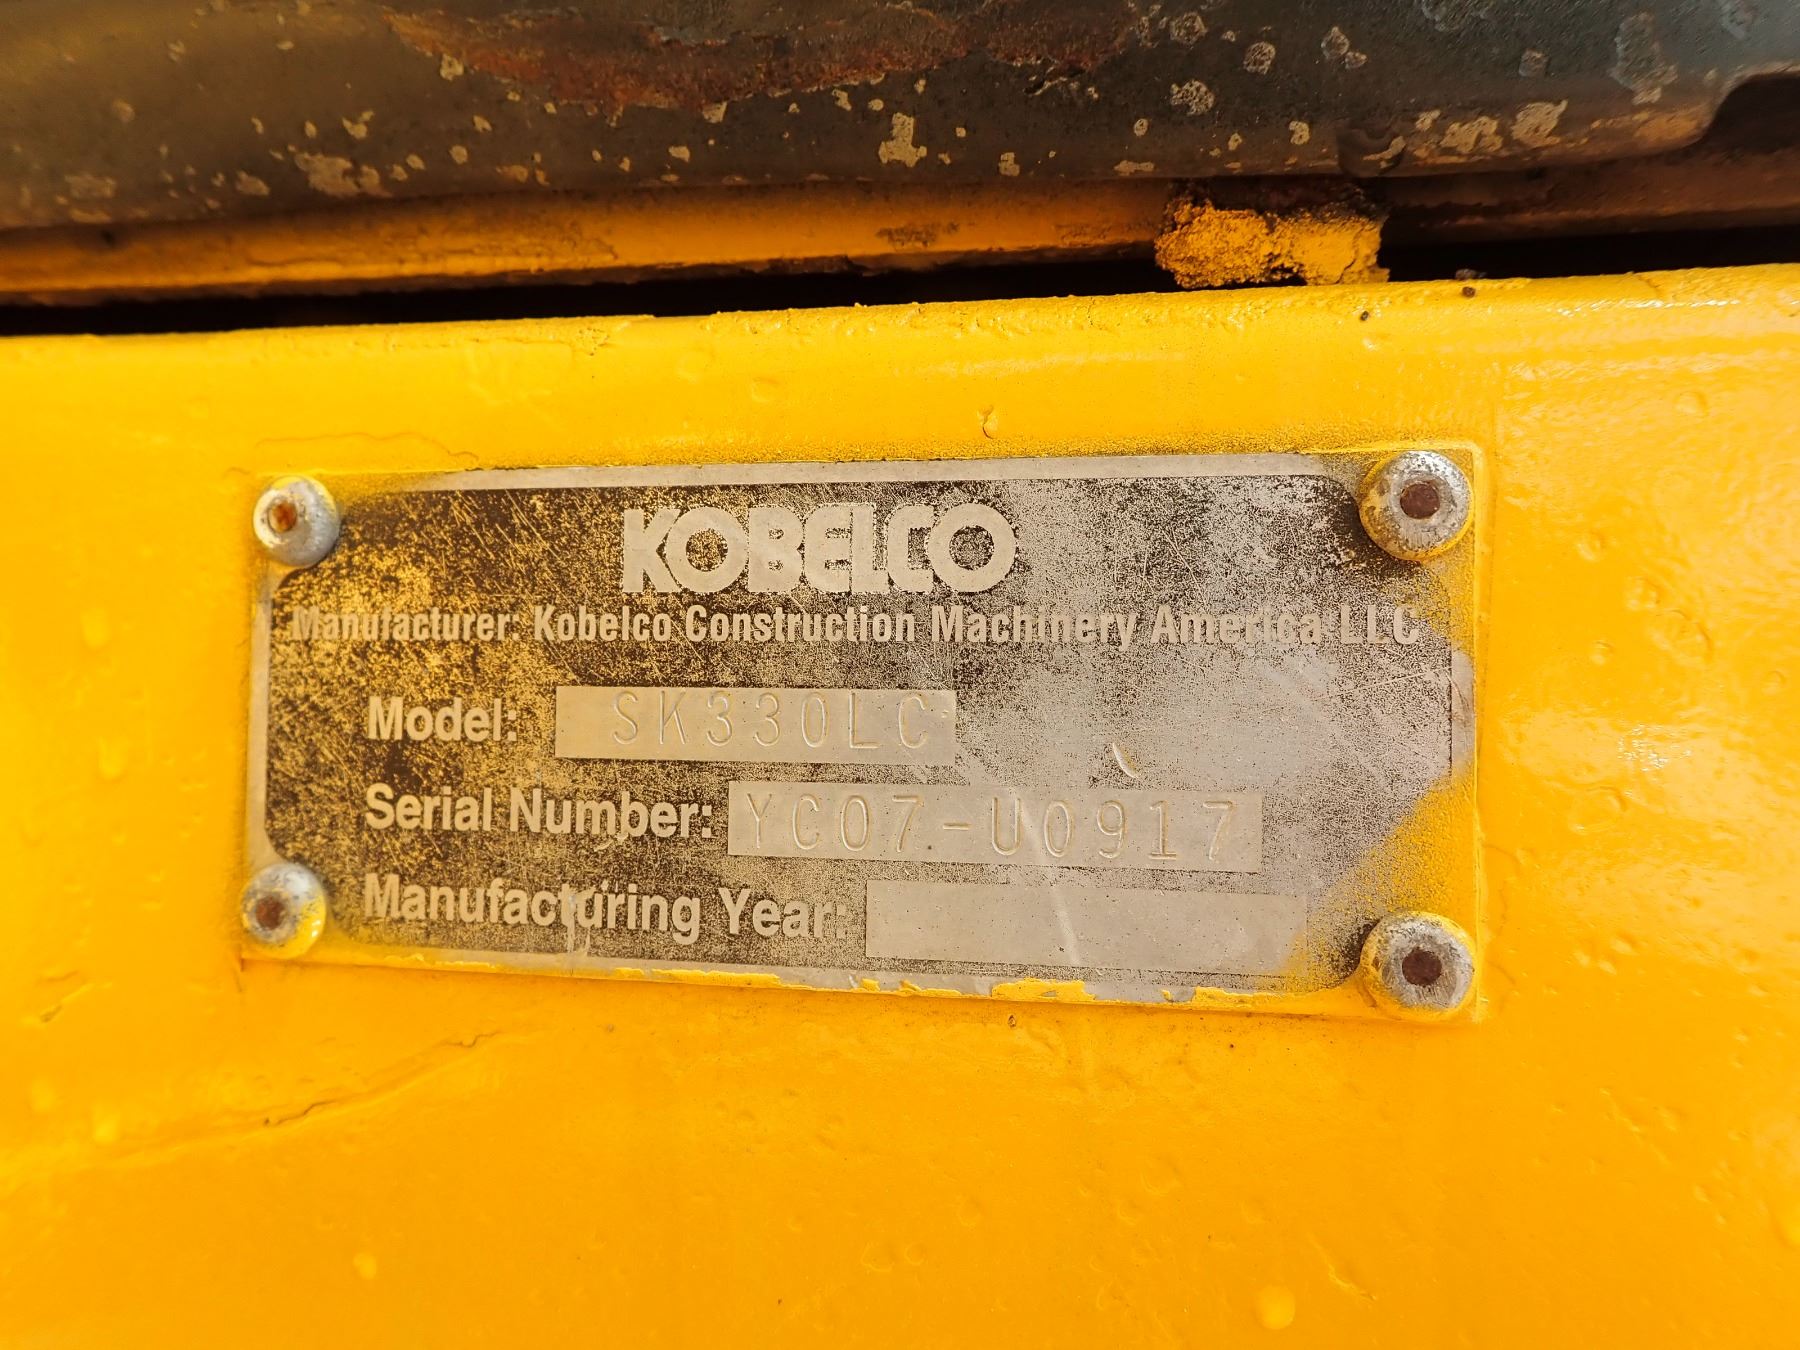 KOBELCO
Manufacturer: Kobelco Construction Machinery America LLC
Model: SK330LC
Serial Number: YC07-U0917
Manufacturing Year: